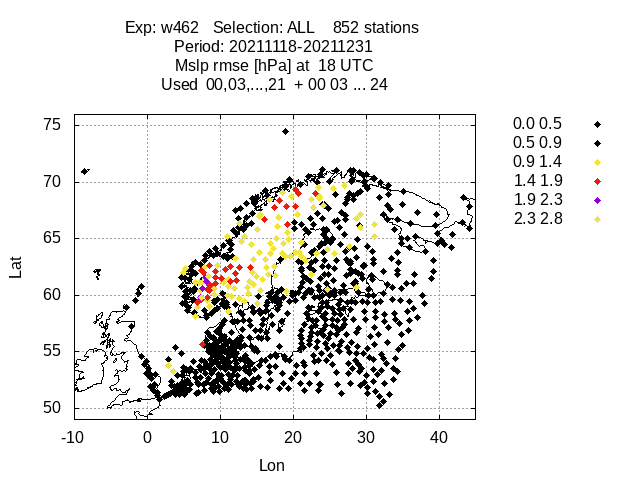 Exp: w462 Selection: ALL 852 stations
Period: 20211118-20211231
Mslp rmse [hPa] at 18 UTC
Used 00,03,...,21 + 00 03 ... 24
75
70
65
60
55
50
-10 0 10 20 30 40
Lat
Lon
0.0 0.5
0.5 0.9
0.9 1.4
1.4 1.9
1.9 2.3
2.3 2.8